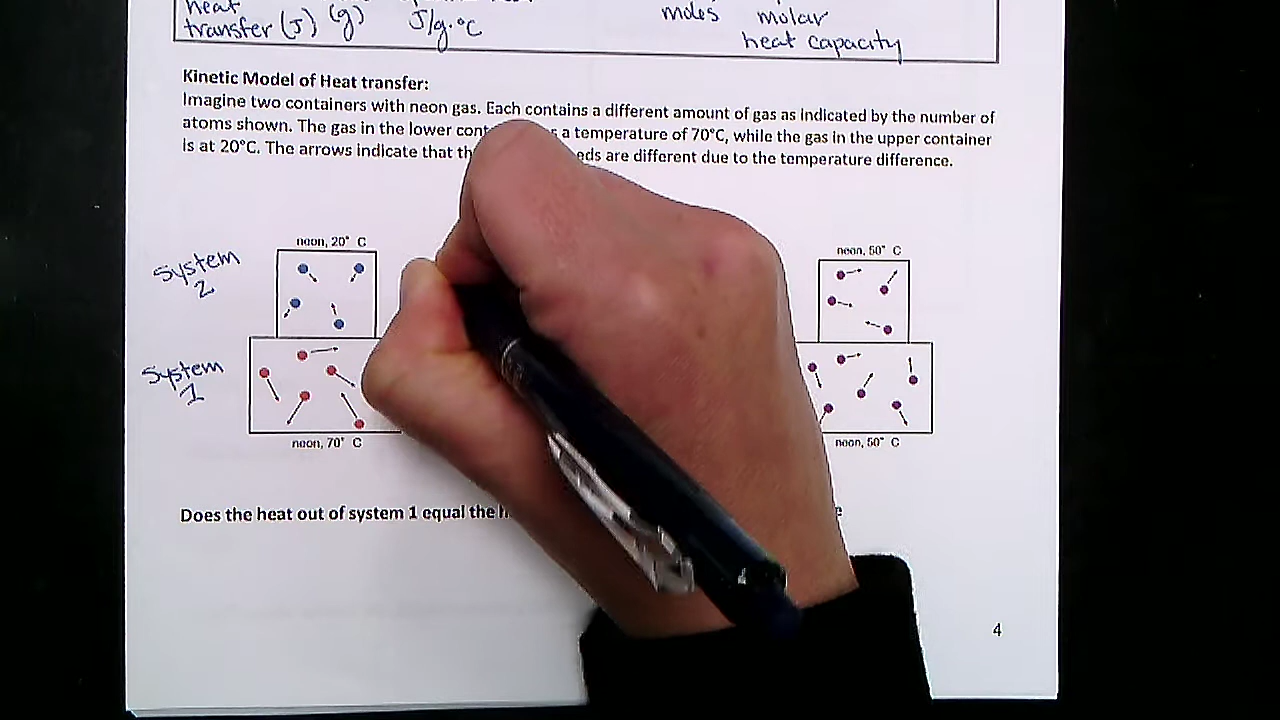 heat
transfer (J) (g) J/g·°C
moles molar
heat capacity
Kinetic Model of Heat transfer:
Imagine two containers with neon gas. Each contains a different amount of gas as indicated by the number of
atoms shown. The gas in the lower a temperature of 70°C, while the gas in the upper container
is at 20°C. The arrows indicate that are different due to the temperature difference.
neon, 20° C
neon, 50° C
System
2
System
1
neon, 70° C
neon, 50° C
Does the heat out of system 1 equal the
4